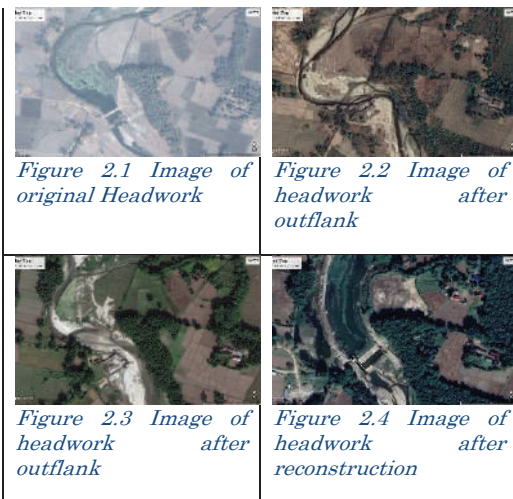 Figure 2.1 Image of
original Headwork
Figure 2.2 Image of
headwork after
outflank
Figure 2.3 Image of
headwork after
outflank
Figure 2.4 Image of
headwork after
reconstruction